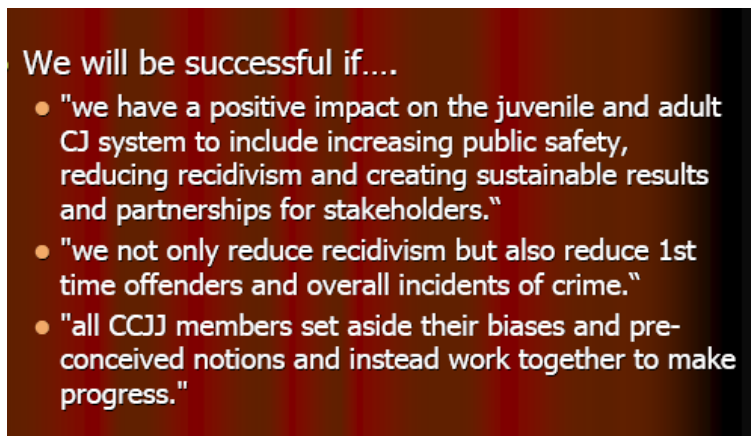 We will be successful if....
• "we have a positive impact on the juvenile and adult
CJ system to include increasing public safety,
reducing recidivism and creating sustainable results
and partnerships for stakeholders.“
• "we not only reduce recidivism but also reduce 1st
time offenders and overall incidents of crime.“
• "all CCJJ members set aside their biases and pre-
conceived notions and instead work together to make
progress."